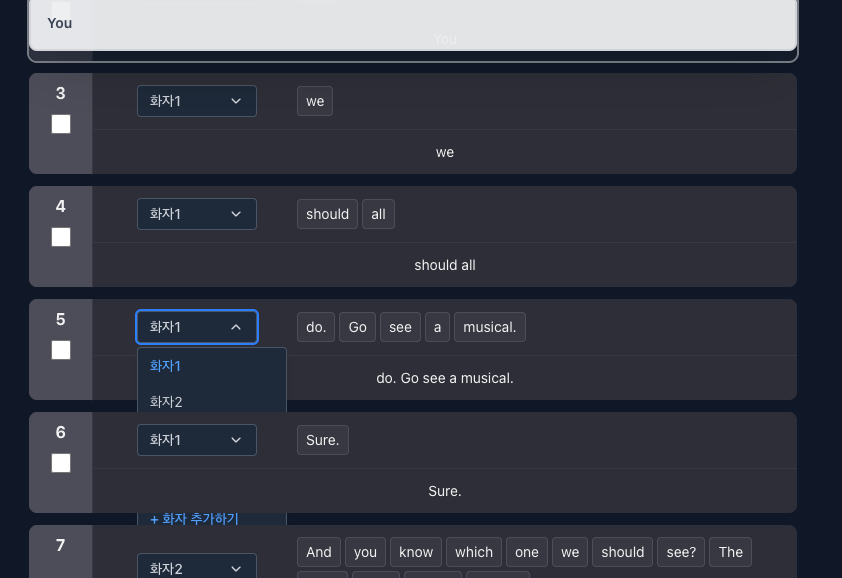 You
You
3
화자1
we
we
4
화자1
should all
should all
5
화자1
do. Go see a musical.
화자1
do. Go see a musical.
화자2
6
화자1
Sure.
Sure.
+ 화자 추가하기
7
And you know which one we should see? The
화자2